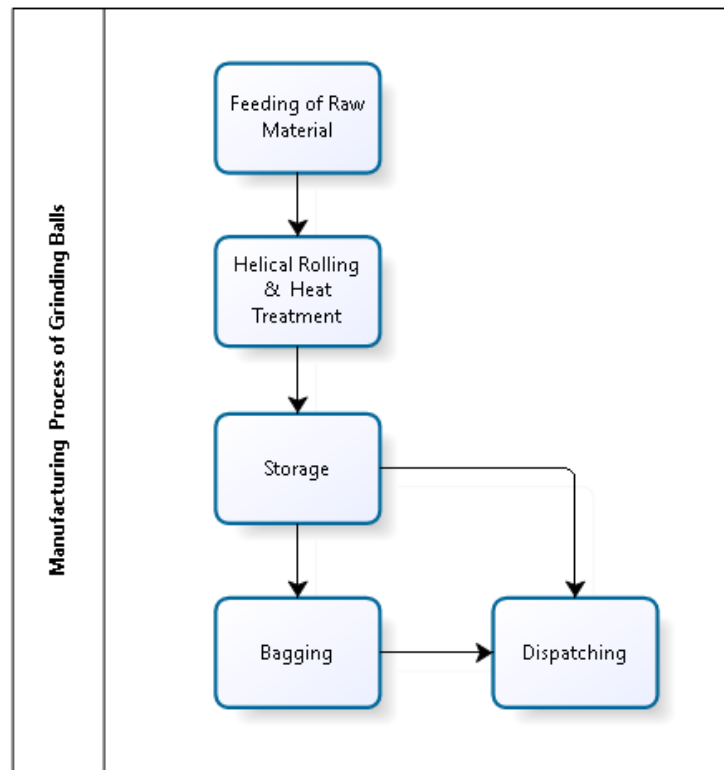 Manufacturing Process of Grinding Balls
Feeding of Raw
Material
Helical Rolling
& Heat
Treatment
Storage
Bagging
Dispatching